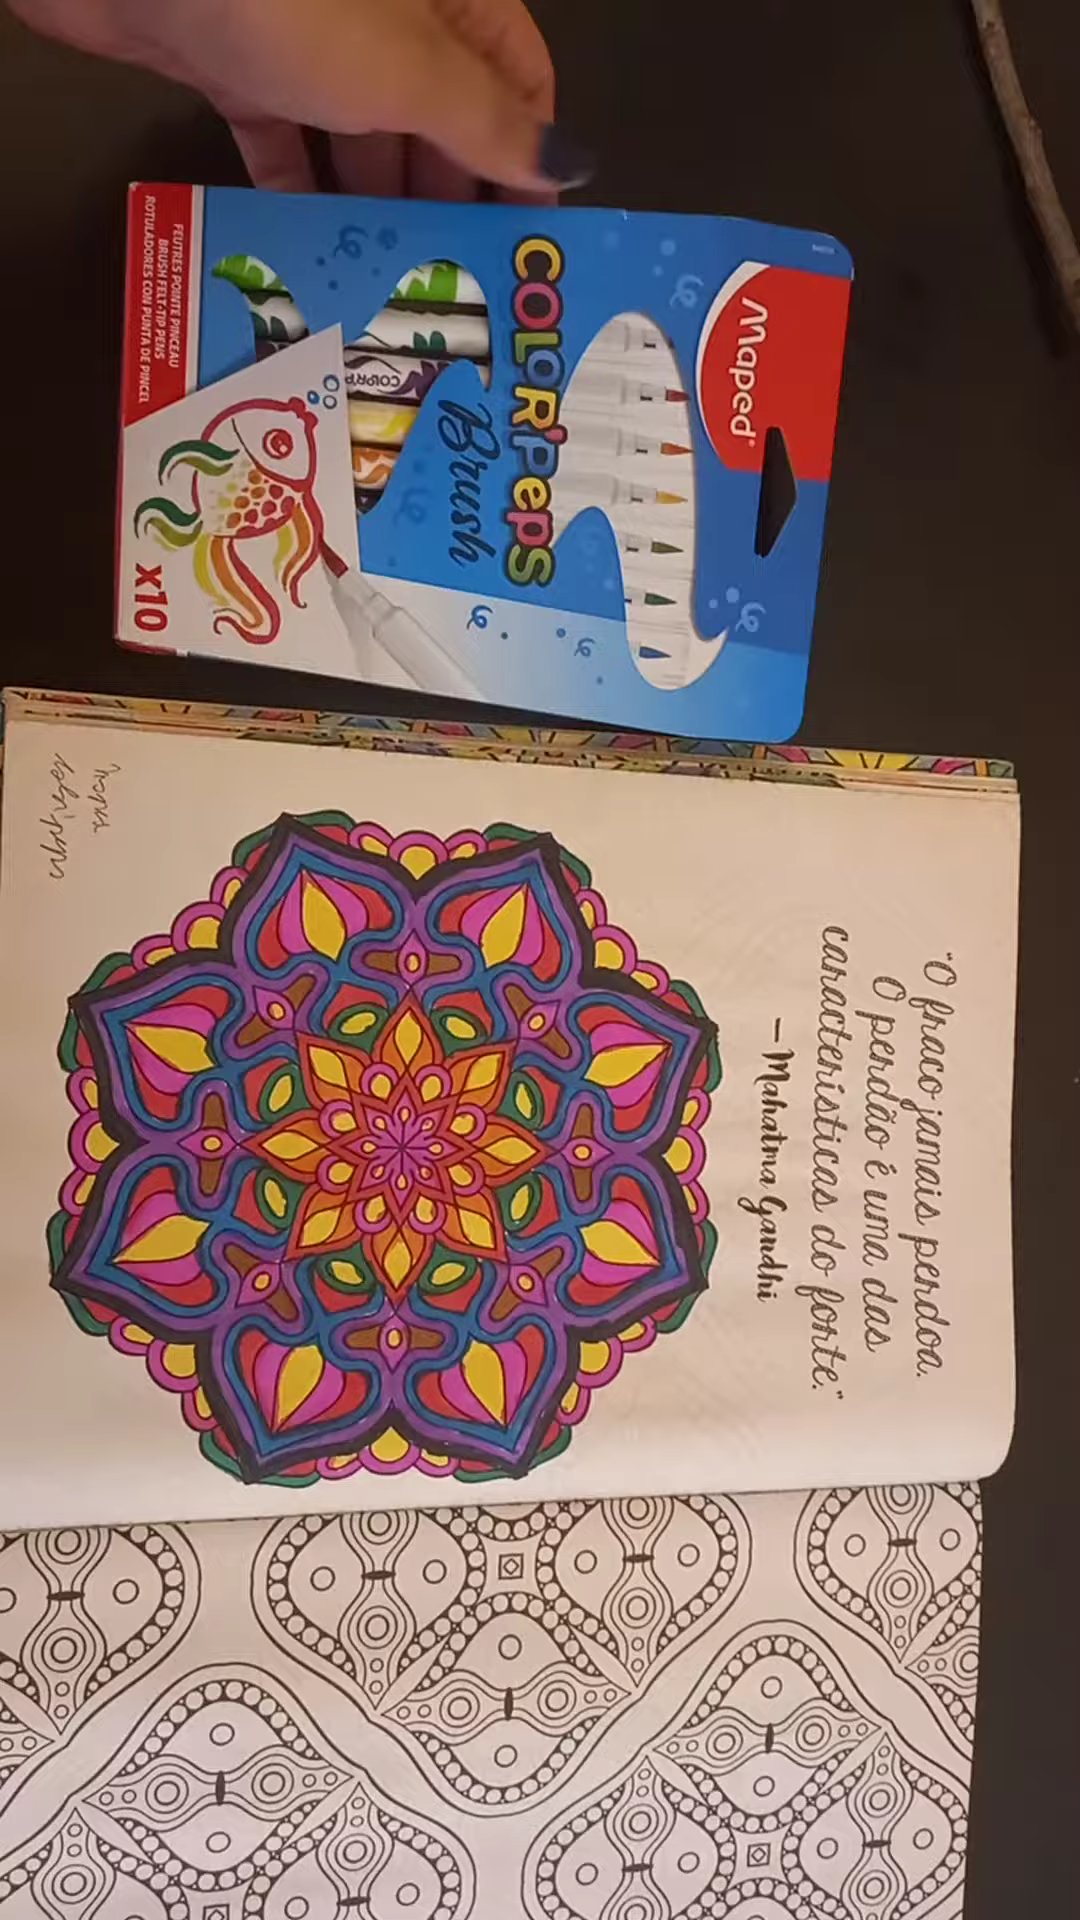 Maped
COLOR'PEPS
Brush
COLOR'P
FEUTRES POINTE PINCEAU
BRUSH FELT-TIP PENS
ROTULADORES CON PUNTA DE PINCEL
X10
"O fraco jamais perdoa.
O perdão é uma das
características do forte."
— Mahatma Gandhi